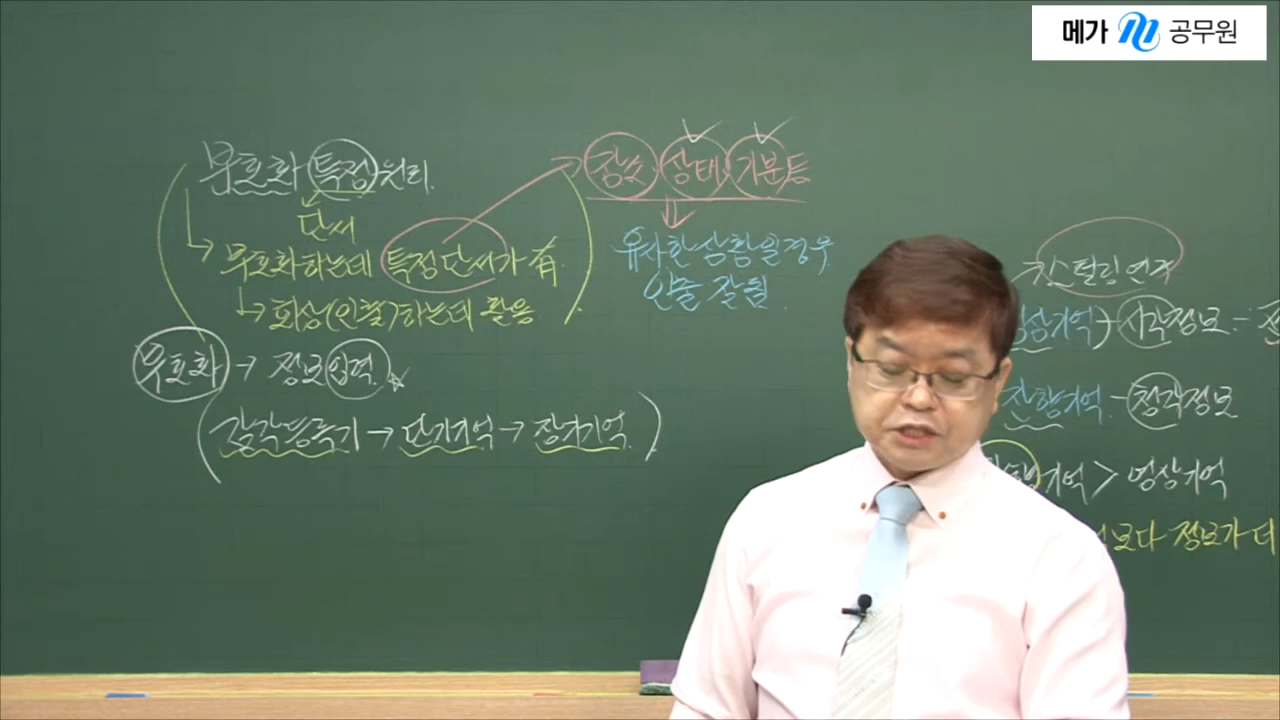 메가 공무원
부호화 특정 원리.
단서
부호화하는데 특정단서가 有.
회상(인출)하는데 활용
부호화 → 정보입력
(감각등록기 → 단기기억 → 장기기억.)
장소, 상태, 기분 등
유사한 상황일 경우
인출 잘 됨.
→ 스펄링 연구
기억) - 시각정보 -
잔향기억 - 청각정보
기억 > 영상기억
보다 정보가 더